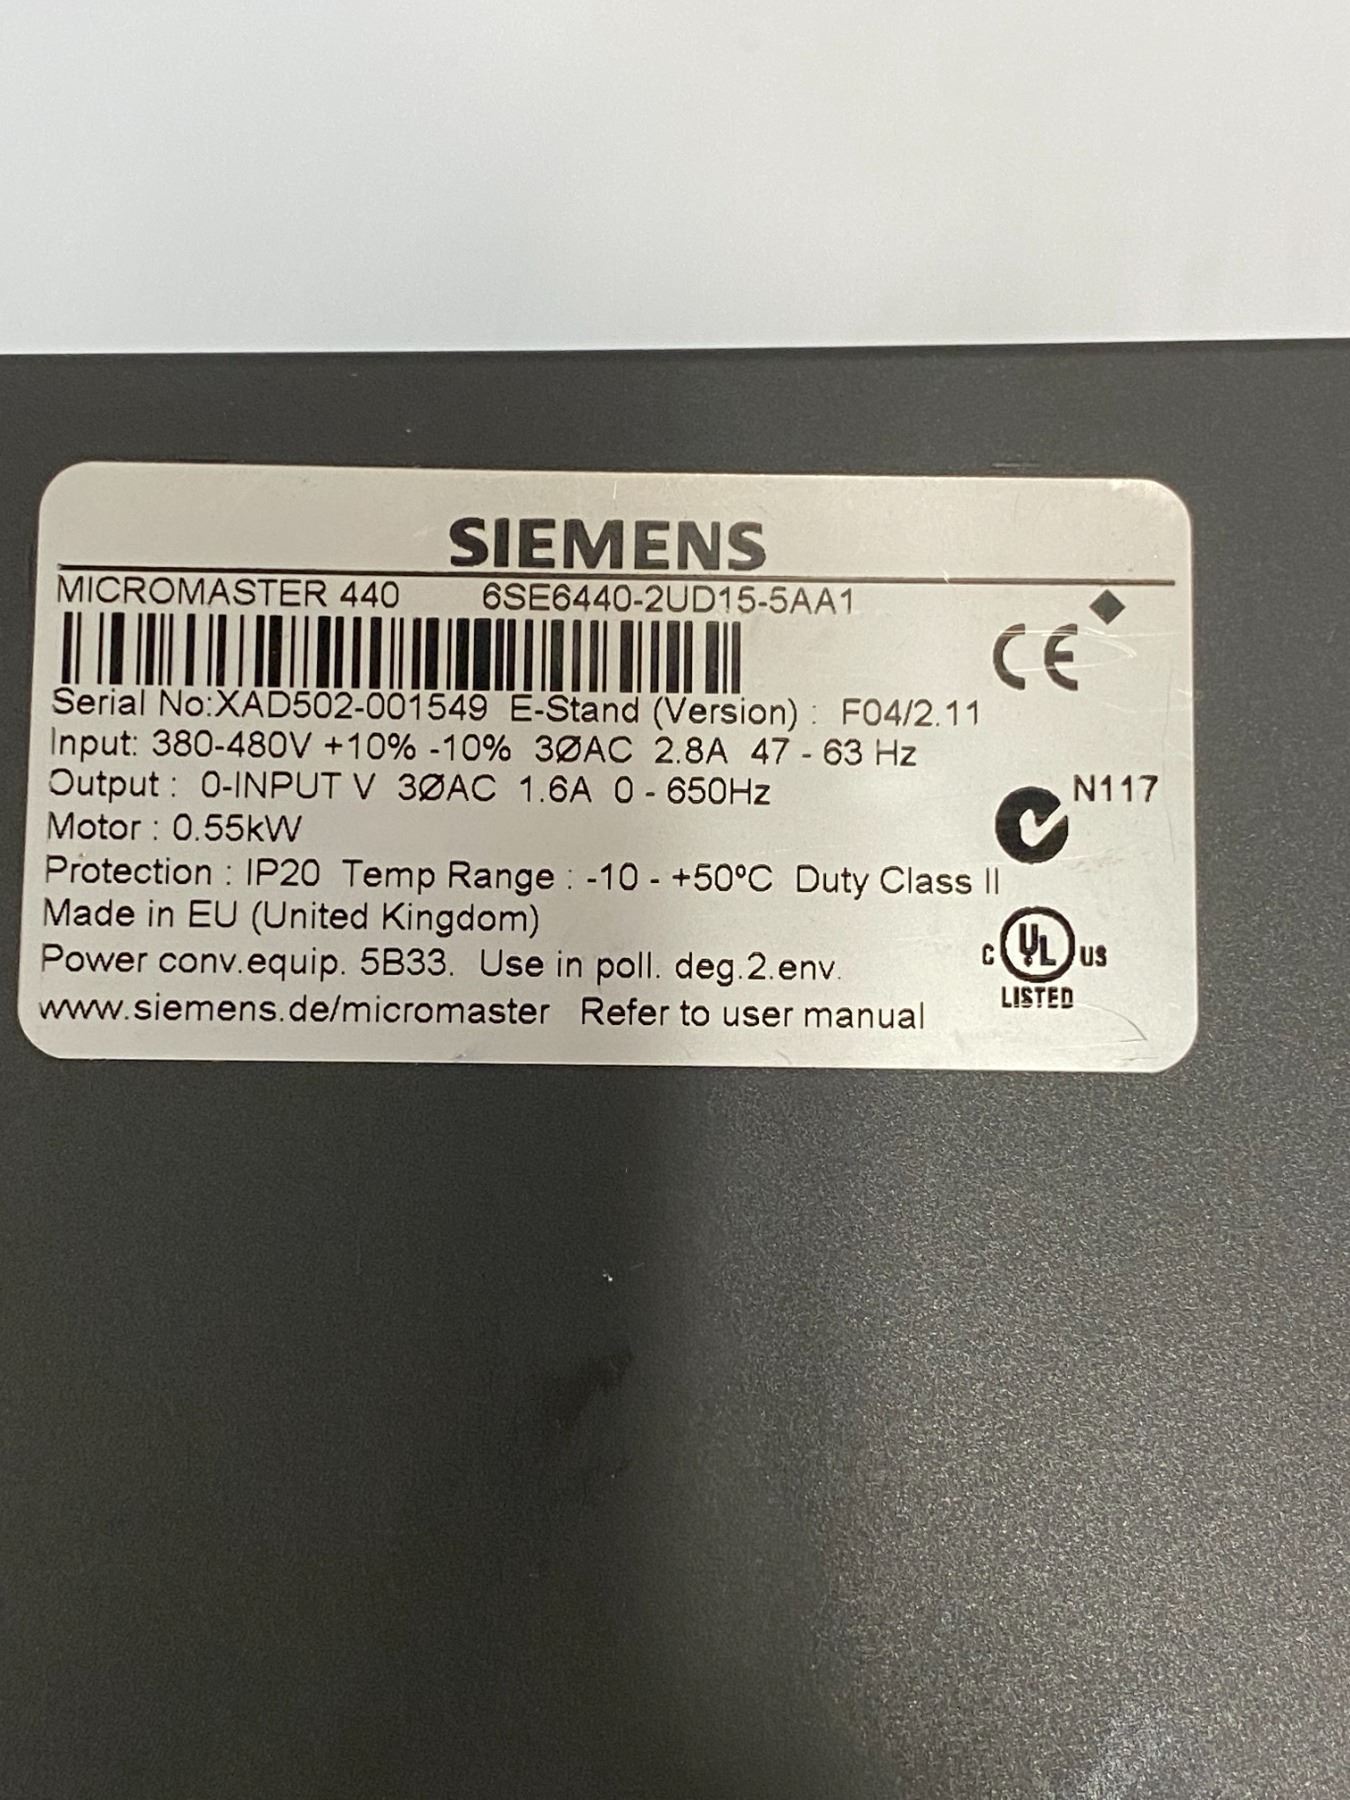 SIEMENS
MICROMASTER 440 6SE6440-2UD15-5AA1
CE
Serial No:XAD502-001549 E-Stand (Version) : F04/2.11
Input: 380-480V +10% -10% 3ØAC 2.8A 47 - 63 Hz
Output : 0-INPUT V 3ØAC 1.6A 0 - 650Hz
N117
Motor : 0.55kW
Protection : IP20 Temp Range : -10 - +50ºC Duty Class II
Made in EU (United Kingdom)
C UL US
LISTED
Power conv.equip. 5B33. Use in poll. deg.2.env.
www.siemens.de/micromaster Refer to user manual